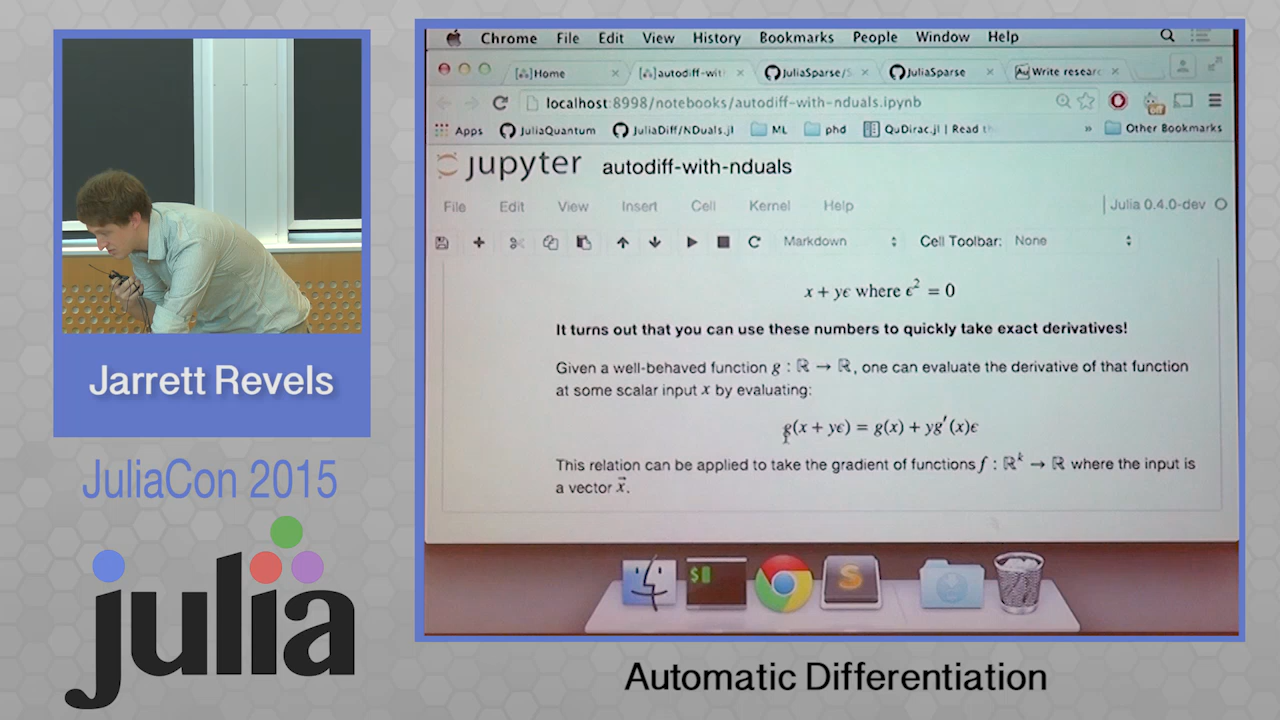 Jarrett Revels
JuliaCon 2015
julia
Chrome File Edit View History Bookmarks People Window Help
Home
autodiff-wit
JuliaSparse/S
JuliaSparse
Write researc
localhost:8998/notebooks/autodiff-with-nduals.ipynb
Apps JuliaQuantum JuliaDiff/NDuals.jl ML phd QuDirac.jl | Read th » Other Bookmarks
jupyter autodiff-with-nduals
File Edit View Insert Cell Kernel Help Julia 0.4.0-dev
Markdown Cell Toolbar: None
x + yϵ where ϵ² = 0
It turns out that you can use these numbers to quickly take exact derivatives!
Given a well-behaved function g : ℝ → ℝ, one can evaluate the derivative of that function
at some scalar input x by evaluating:
g(x + yϵ) = g(x) + yg′(x)ϵ
This relation can be applied to take the gradient of functions f : ℝᵏ → ℝ where the input is
a vector x⃗.
$
S
Automatic Differentiation